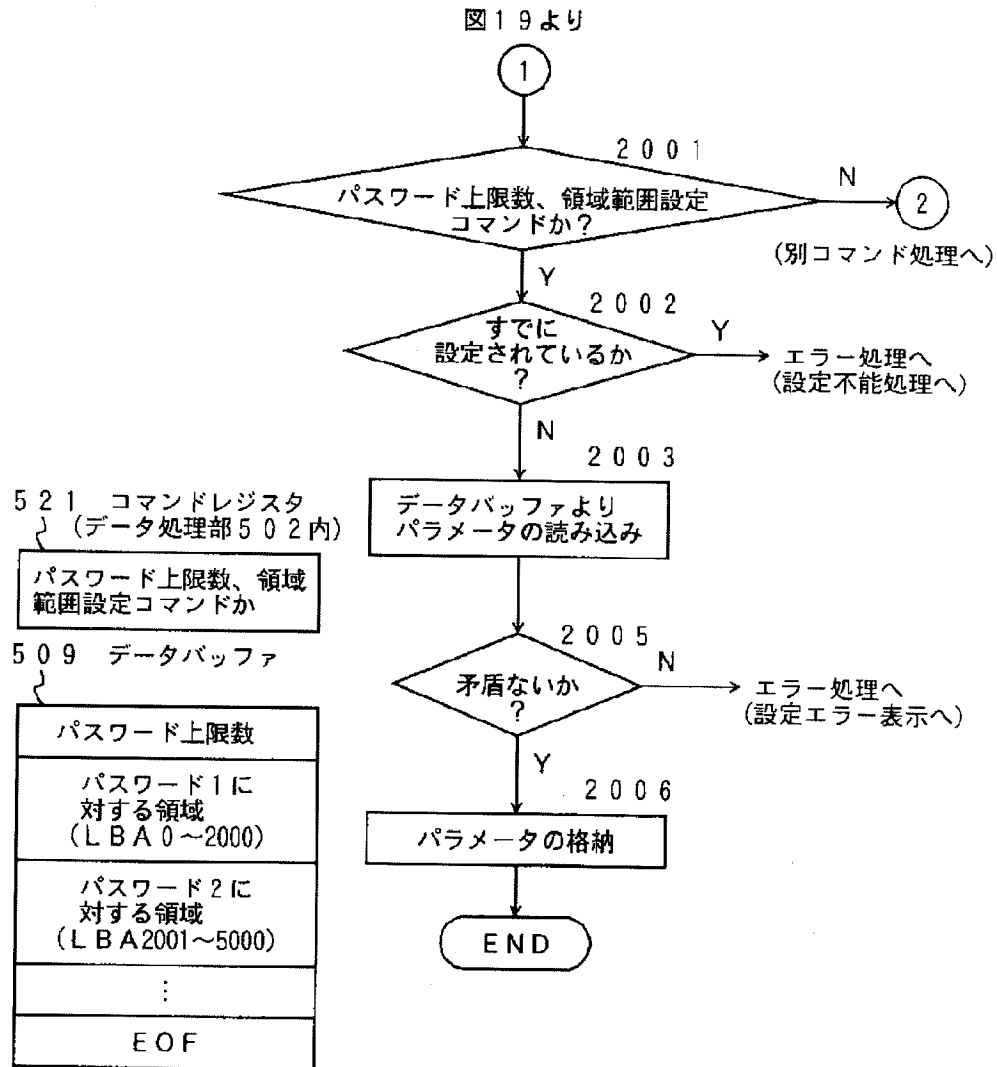 図19より
1
2001
パスワード上限数、領域範囲設定
コマンドか？
N
2
(別コマンド処理へ)
Y
2002
すでに
設定されているか
？
Y
エラー処理へ
(設定不能処理へ)
N
2003
データバッファより
パラメータの読み込み
521 コマンドレジスタ
(データ処理部502内)
パスワード上限数、領域
範囲設定コマンドか
2005
矛盾ないか
？
N
エラー処理へ
(設定エラー表示へ)
Y
2006
パラメータの格納
END
509 データバッファ
パスワード上限数
パスワード1に
対する領域
(LBA0～2000)
パスワード2に
対する領域
(LBA2001～5000)
⋮
EOF